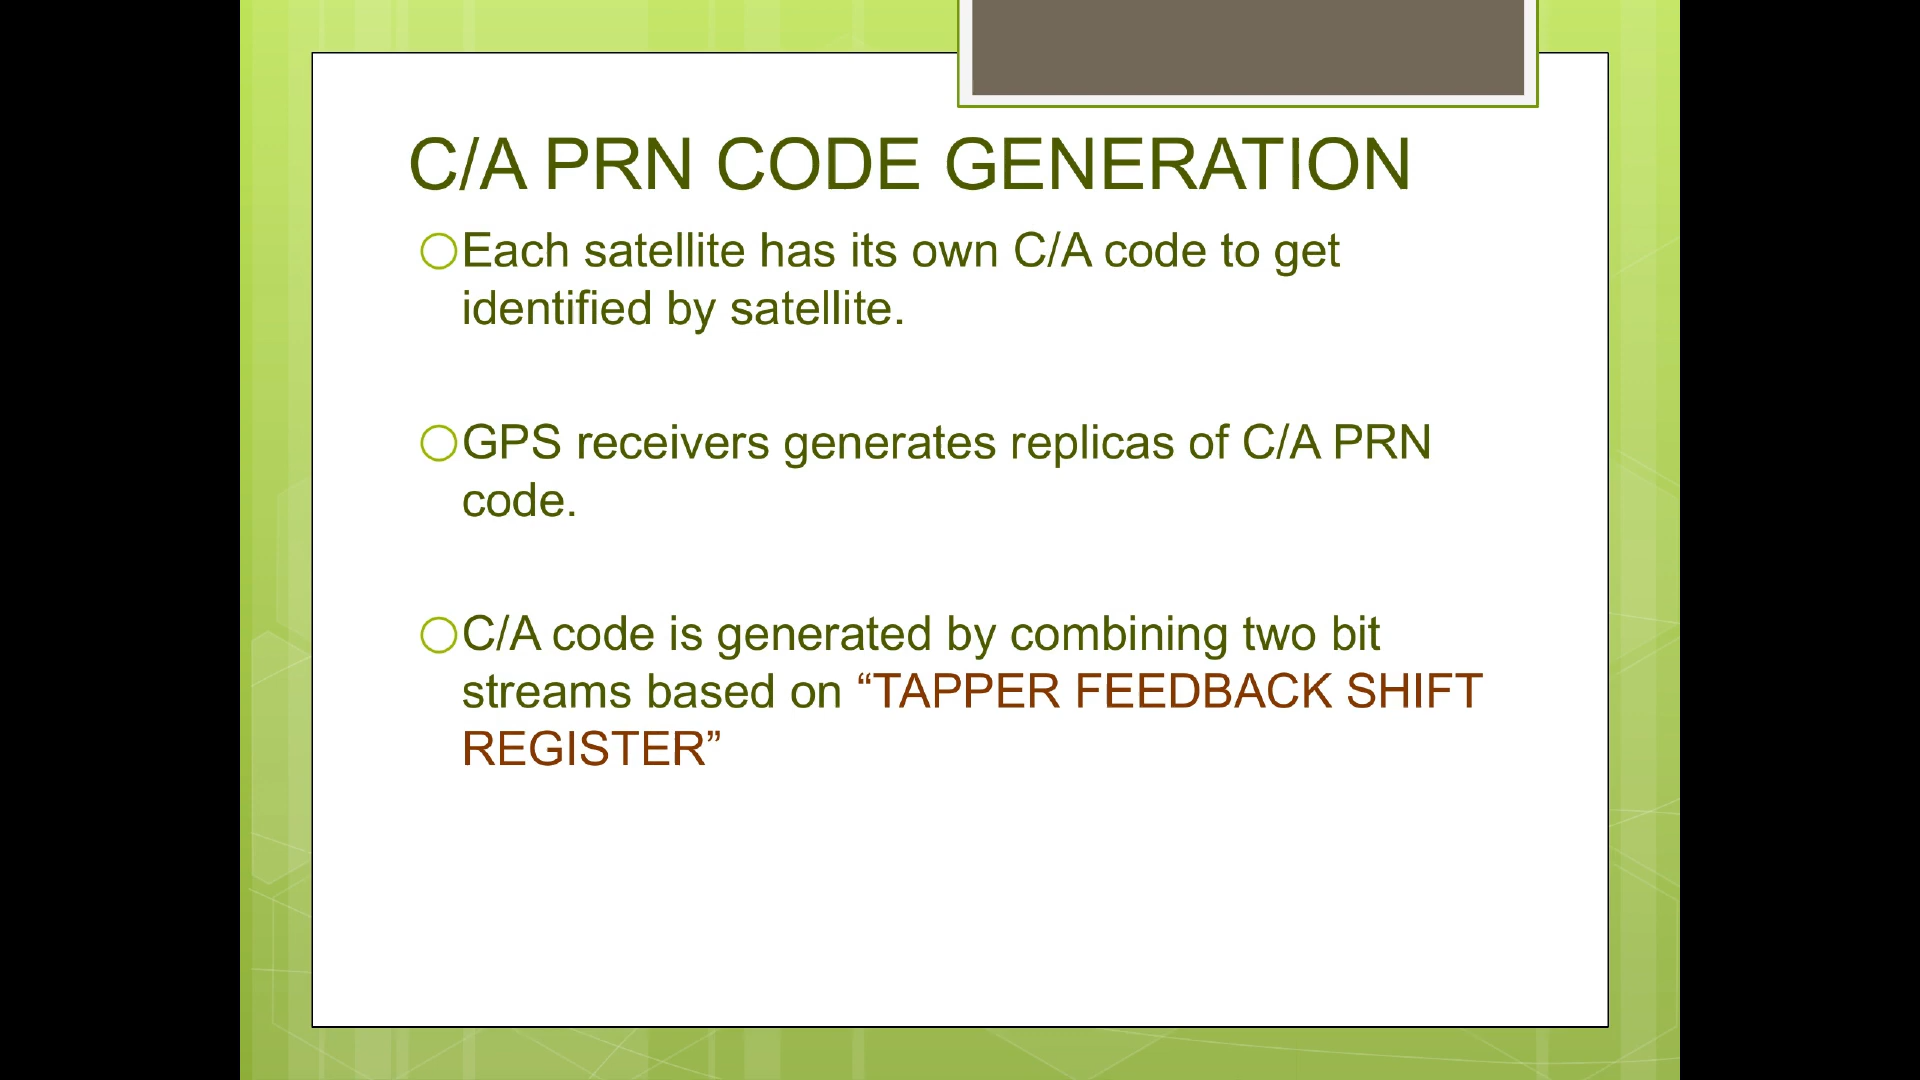 C/A PRN CODE GENERATION
Each satellite has its own C/A code to get
identified by satellite.
GPS receivers generates replicas of C/A PRN
code.
C/A code is generated by combining two bit
streams based on “TAPPER FEEDBACK SHIFT
REGISTER”